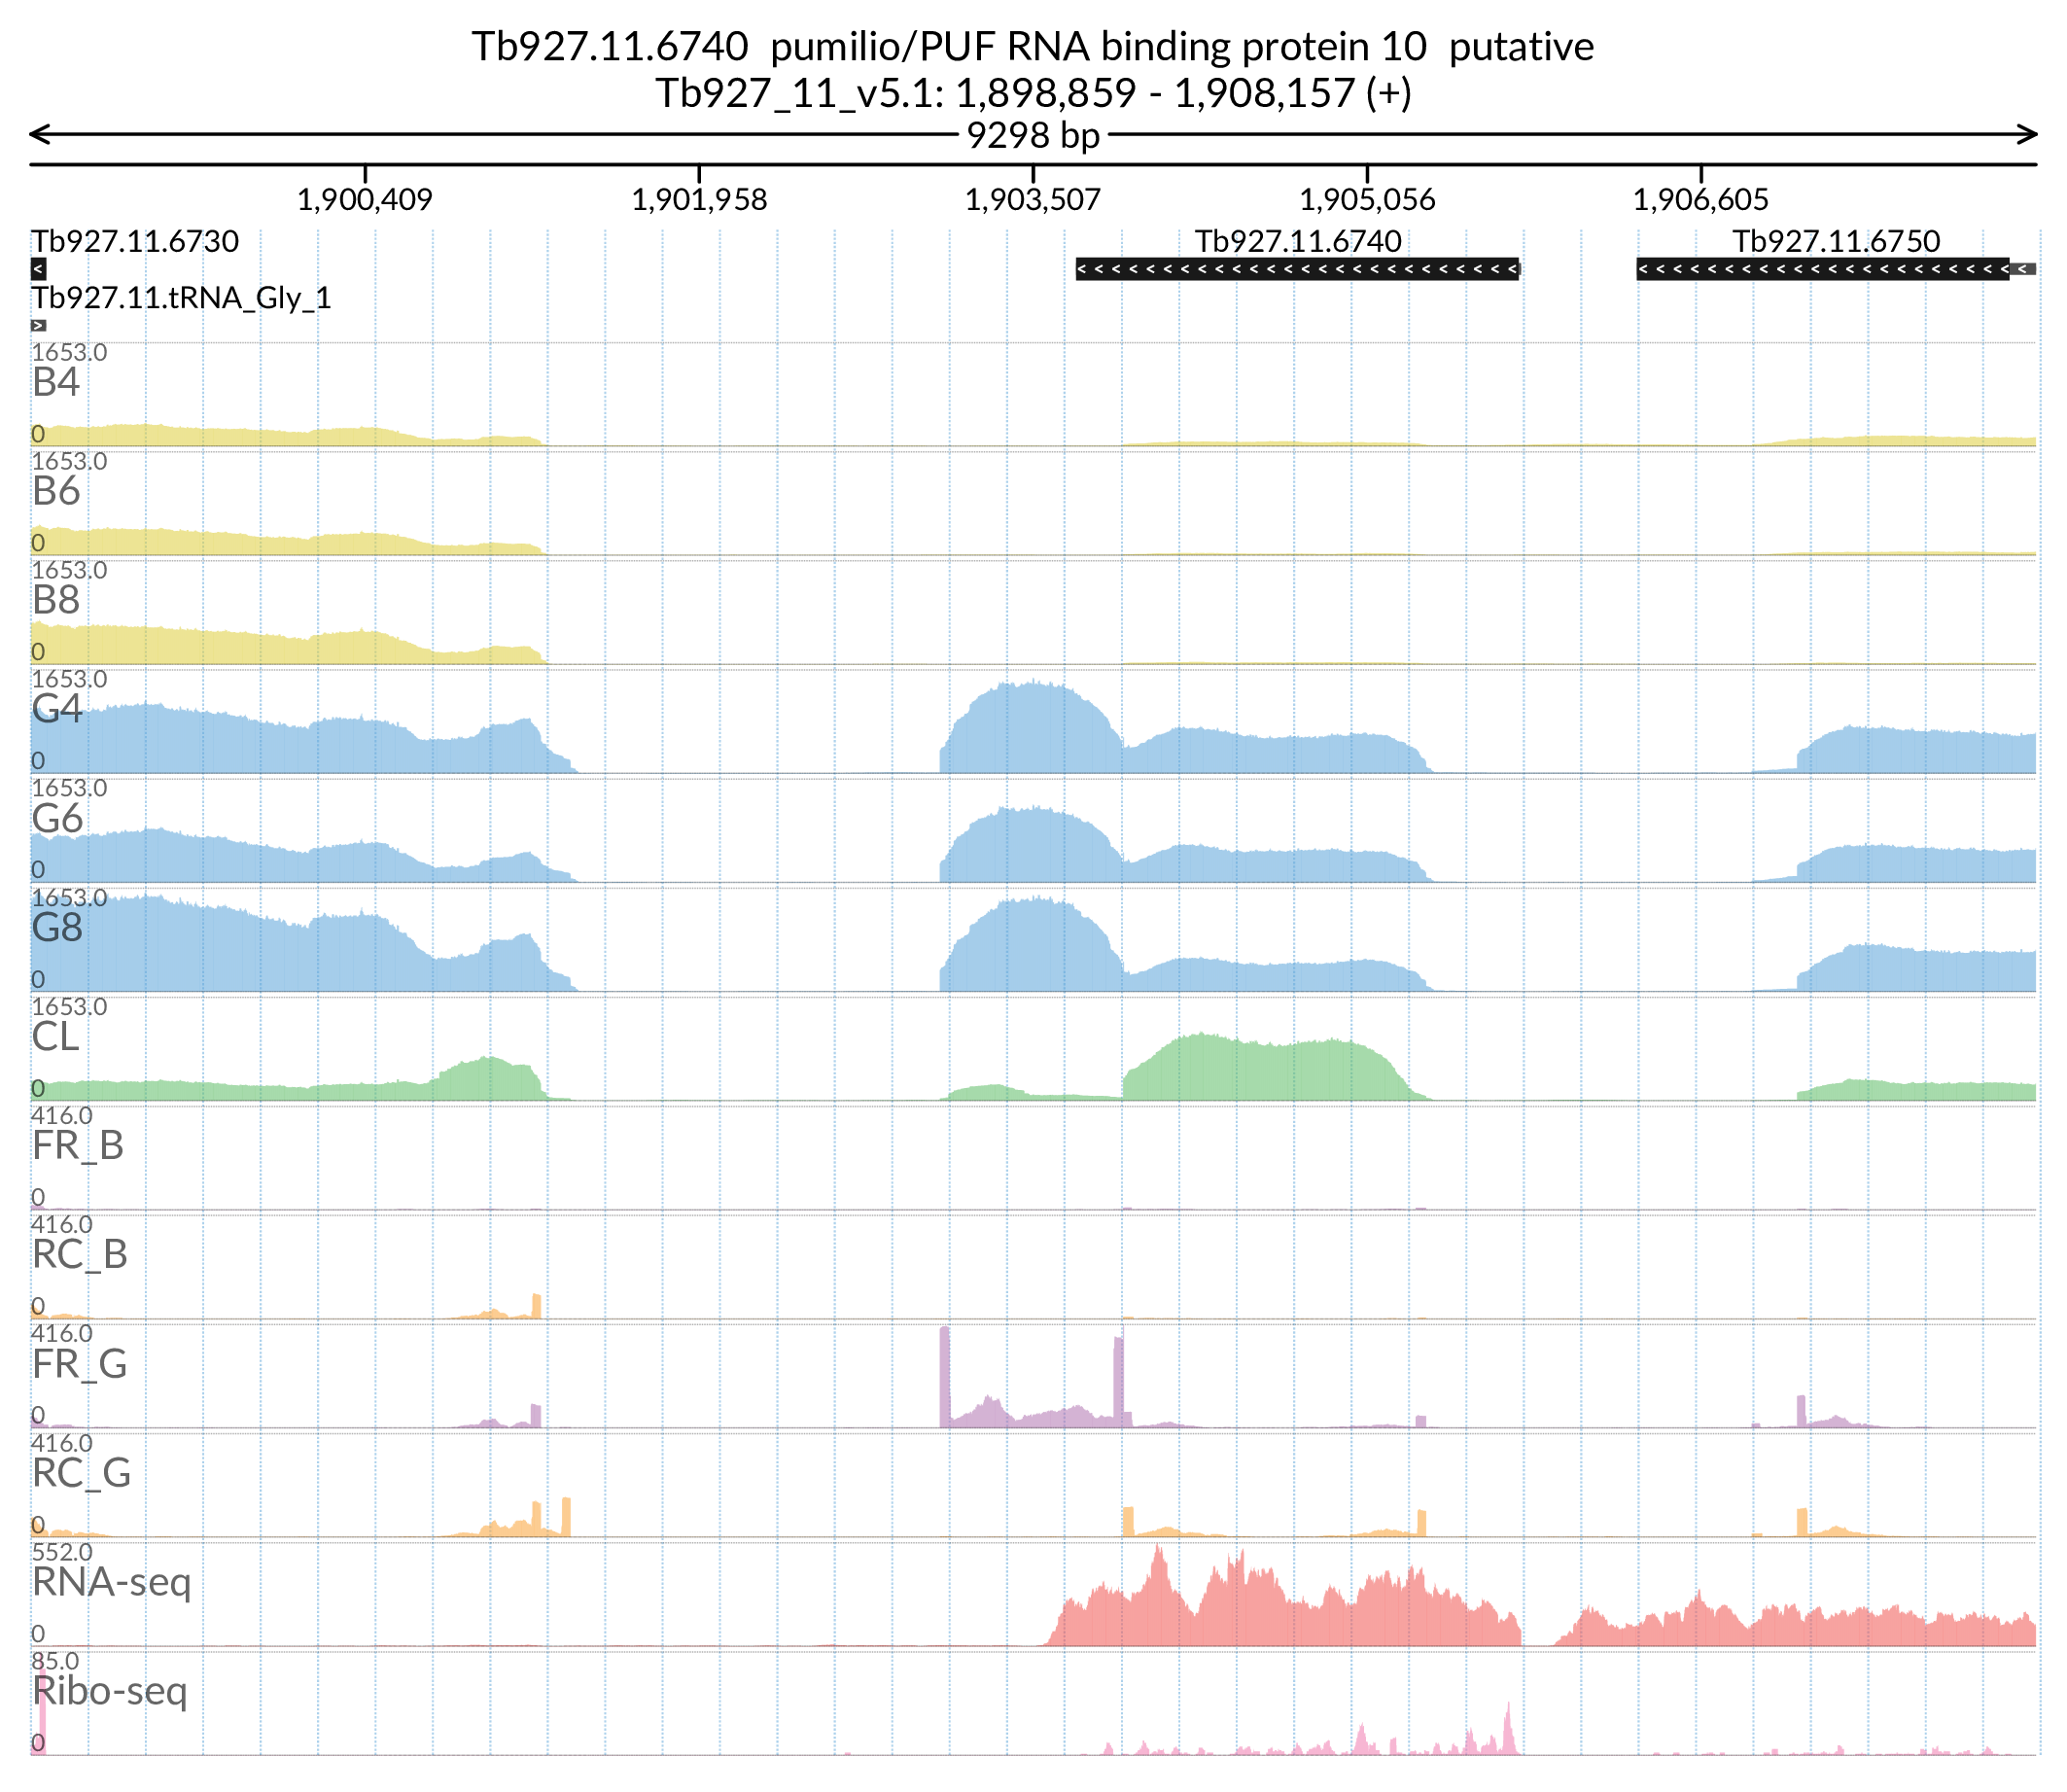 Tb927.11.6740 pumilio/PUF RNA binding protein 10 putative
Tb927_11_v5.1: 1,898,859 - 1,908,157 (+)
9298 bp
1,900,409 1,901,958 1,903,507 1,905,056 1,906,605
Tb927.11.6730 Tb927.11.6740 Tb927.11.6750
Tb927.11.tRNA_Gly_1
1653.0
B4
0
1653.0
B6
0
1653.0
B8
0
1653.0
G4
0
1653.0
G6
0
1653.0
G8
0
1653.0
CL
0
416.0
FR_B
0
416.0
RC_B
0
416.0
FR_G
0
416.0
RC_G
0
552.0
RNA-seq
0
85.0
Ribo-seq
0